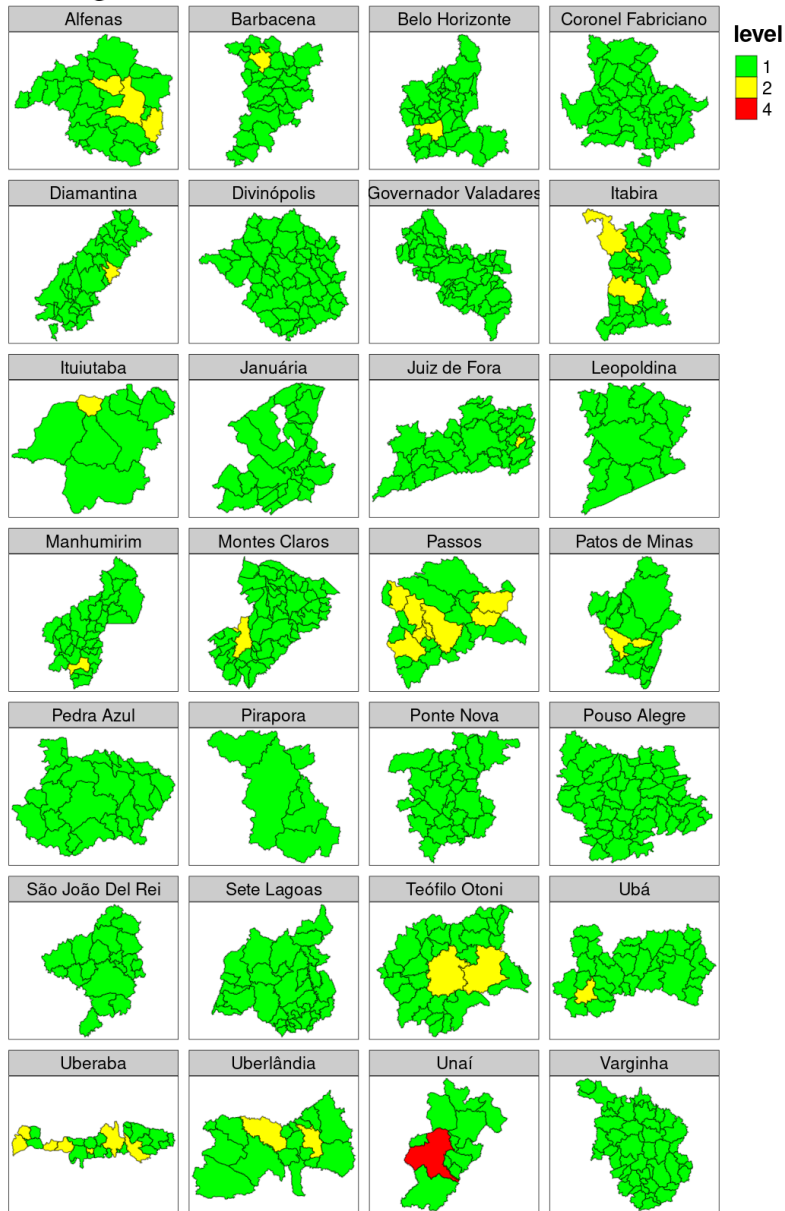 Alfenas
Barbacena
Belo Horizonte
Coronel Fabriciano
level
1
2
4
Diamantina
Divinópolis
Governador Valadares
Itabira
Ituiutaba
Januária
Juiz de Fora
Leopoldina
Manhumirim
Montes Claros
Passos
Patos de Minas
Pedra Azul
Pirapora
Ponte Nova
Pouso Alegre
São João Del Rei
Sete Lagoas
Teófilo Otoni
Ubá
Uberaba
Uberlândia
Unaí
Varginha